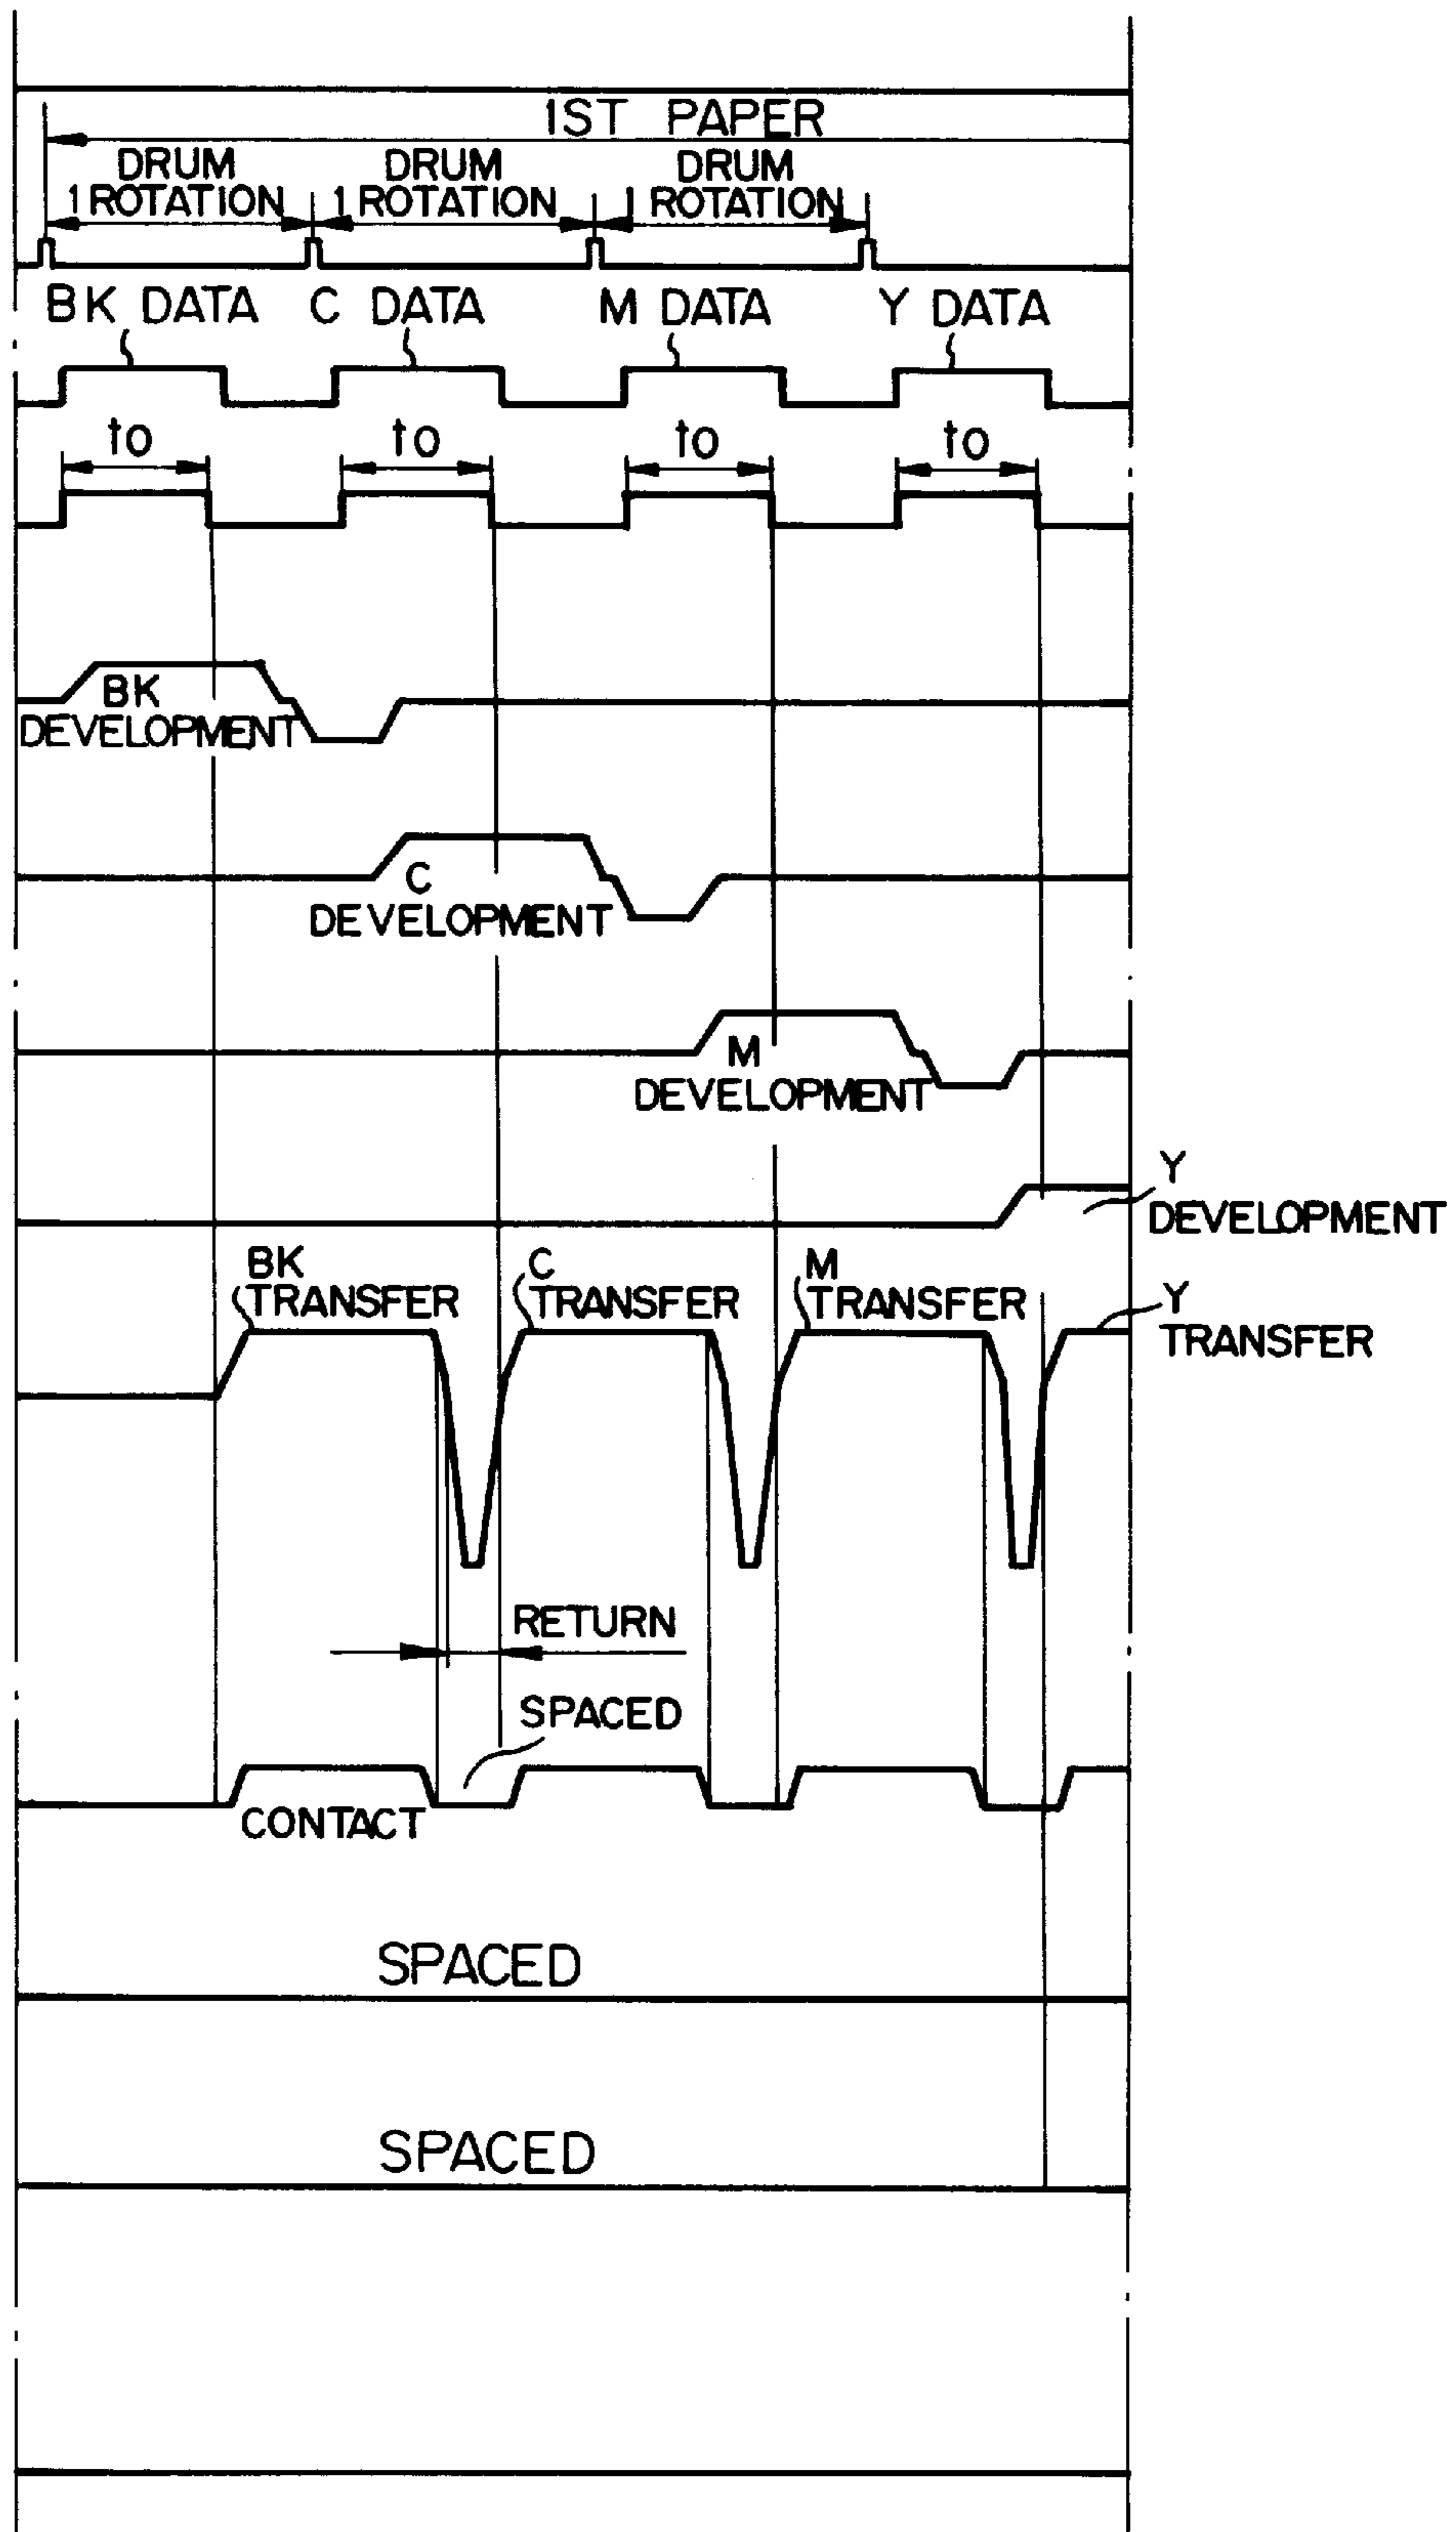 1ST PAPER
DRUM
1 ROTATION
DRUM
1 ROTATION
DRUM
1 ROTATION
BK DATA
C DATA
M DATA
Y DATA
to
to
to
to
BK
DEVELOPMENT
C
DEVELOPMENT
M
DEVELOPMENT
Y
DEVELOPMENT
BK
TRANSFER
C
TRANSFER
M
TRANSFER
Y
TRANSFER
RETURN
SPACED
CONTACT
SPACED
SPACED